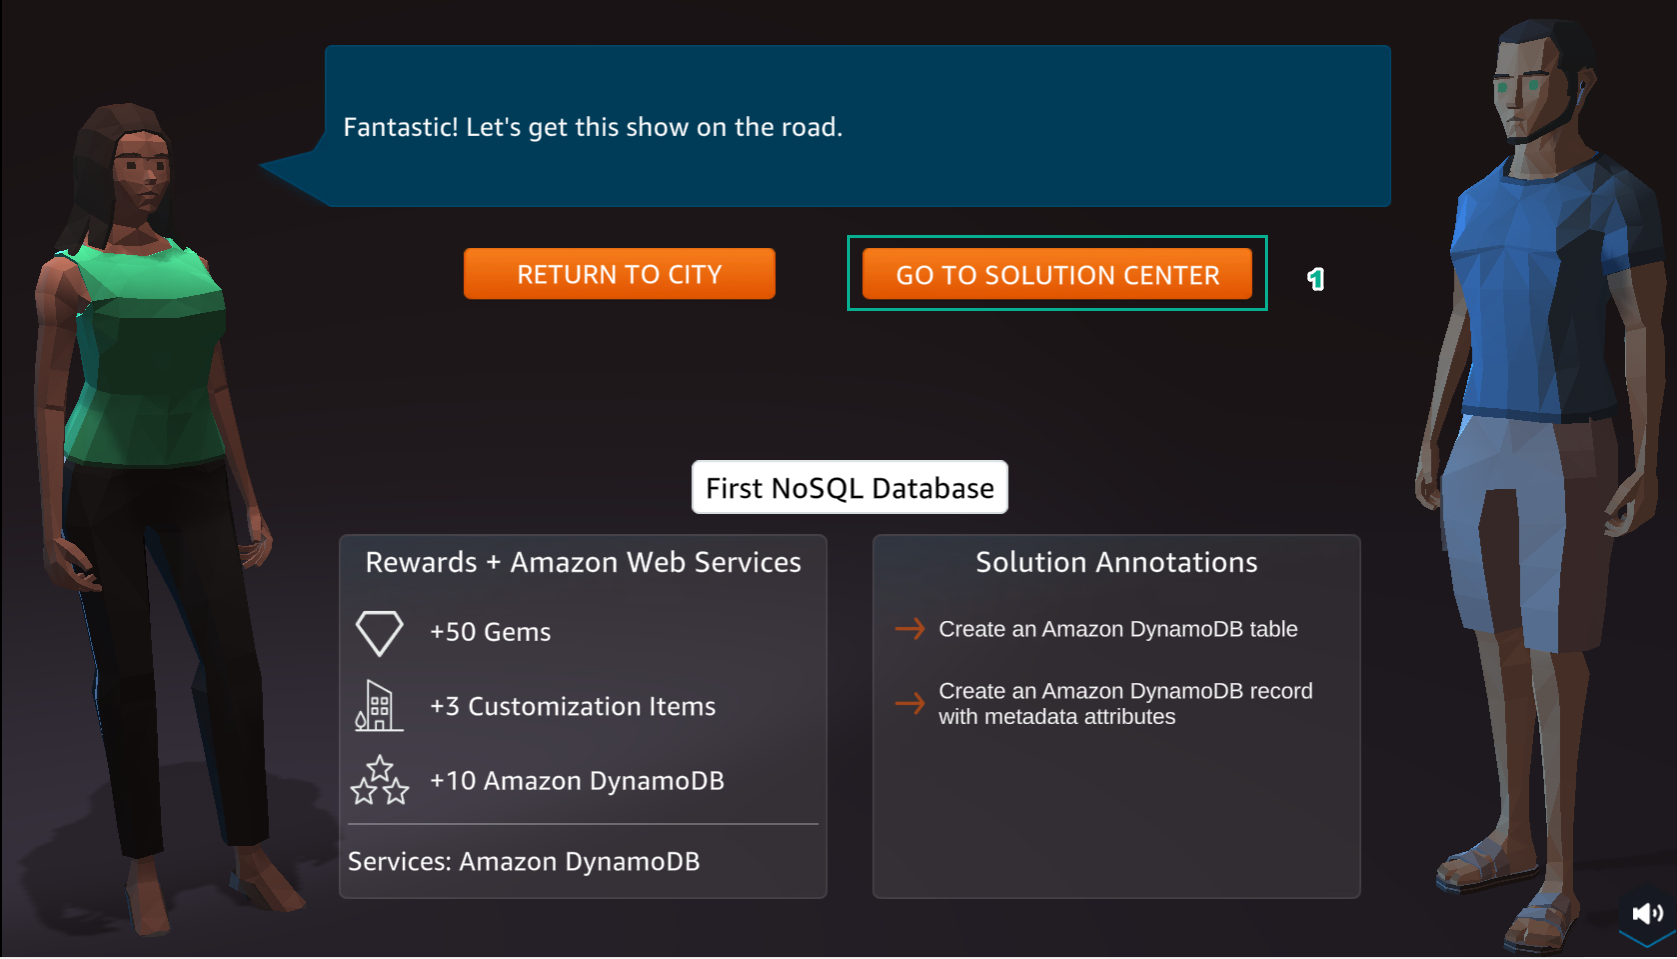 Fantastic! Let's get this show on the road.
RETURN TO CITY
GO TO SOLUTION CENTER
1
First NoSQL Database
Rewards + Amazon Web Services
+50 Gems
+3 Customization Items
+10 Amazon DynamoDB
Services: Amazon DynamoDB
Solution Annotations
Create an Amazon DynamoDB table
Create an Amazon DynamoDB record
with metadata attributes